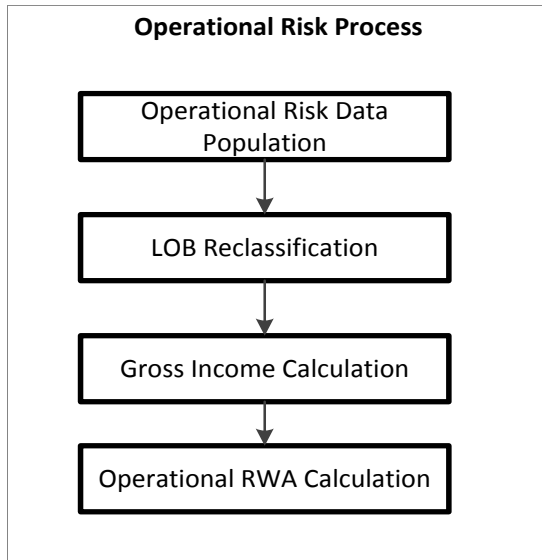 Operational Risk Process
Operational Risk Data
Population
LOB Reclassification
Gross Income Calculation
Operational RWA Calculation